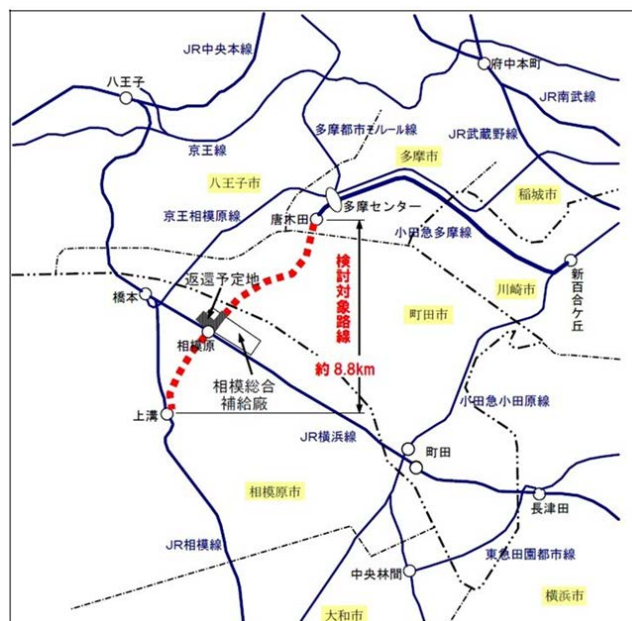 JR中央本線
八王子
府中本町
JR南武線
多摩都市モノレール線
JR武蔵野線
京王線
多摩市
八王子市
稲城市
京王相模原線
多摩センター
唐木田
小田急多摩線
新百合ケ丘
返還予定地
川崎市
橋本
検討対象路線
町田市
相模原
約8.8km
相模総合
補給廠
小田急小田原線
上溝
JR横浜線
町田
相模原市
長津田
JR相模線
東急田園都市線
中央林間
横浜市
大和市